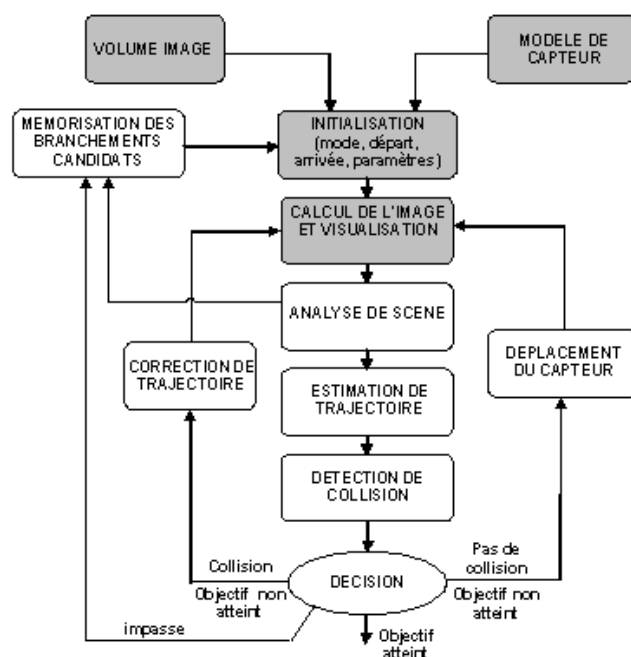 VOLUME IMAGE
MODELE DE
CAPTEUR
MEMORISATION DES
BRANCHEMENTS
CANDIDATS
INITIALISATION
(mode, départ,
arrivée, paramètres)
CALCUL DE L'IMAGE
ET VISUALISATION
ANALYSE DE SCENE
CORRECTION DE
TRAJECTOIRE
DEPLACEMENT
DU CAPTEUR
ESTIMATION DE
TRAJECTOIRE
DETECTION DE
COLLISION
Collision
Objectif non
atteint
DECISION
Pas de
collision
Objectif non
atteint
impasse
Objectif
atteint